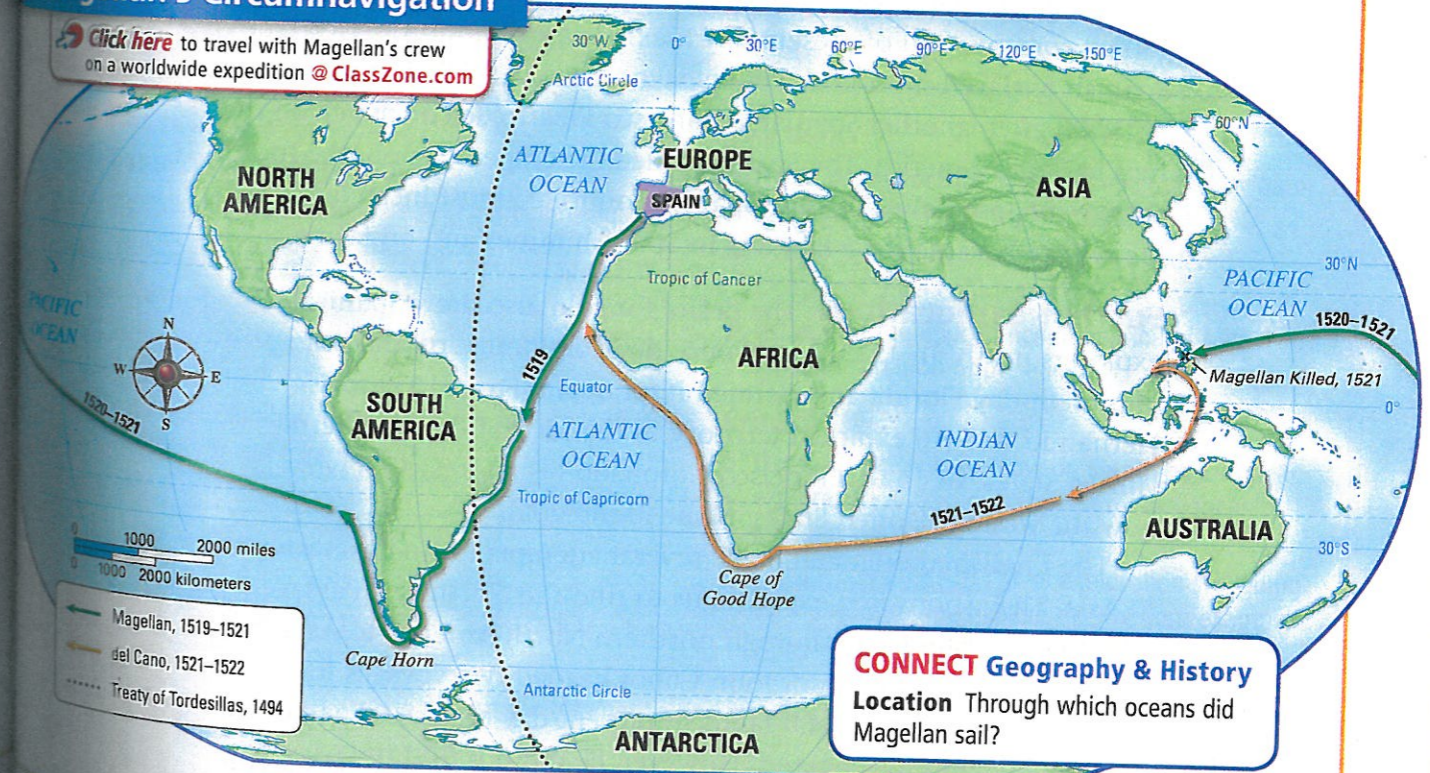 Circumnavigation
Click here to travel with Magellan's crew
on a worldwide expedition @ ClassZone.com
30°W
0°
30°E
60°E
90°E
120°E
150°E
Arctic Circle
60°N
ATLANTIC
OCEAN
EUROPE
NORTH
AMERICA
SPAIN
ASIA
Tropic of Cancer
30°N
PACIFIC
OCEAN
PACIFIC
OCEAN
1520–1521
N
W
E
S
1519
AFRICA
Magellan Killed, 1521
Equator
0°
1520–1521
SOUTH
AMERICA
ATLANTIC
OCEAN
INDIAN
OCEAN
Tropic of Capricorn
1521–1522
AUSTRALIA
30°S
0 1000 2000 miles
0 1000 2000 kilometers
Cape of
Good Hope
Magellan, 1519–1521
del Cano, 1521–1522
Treaty of Tordesillas, 1494
Cape Horn
Antarctic Circle
ANTARCTICA
CONNECT Geography & History
Location Through which oceans did
Magellan sail?